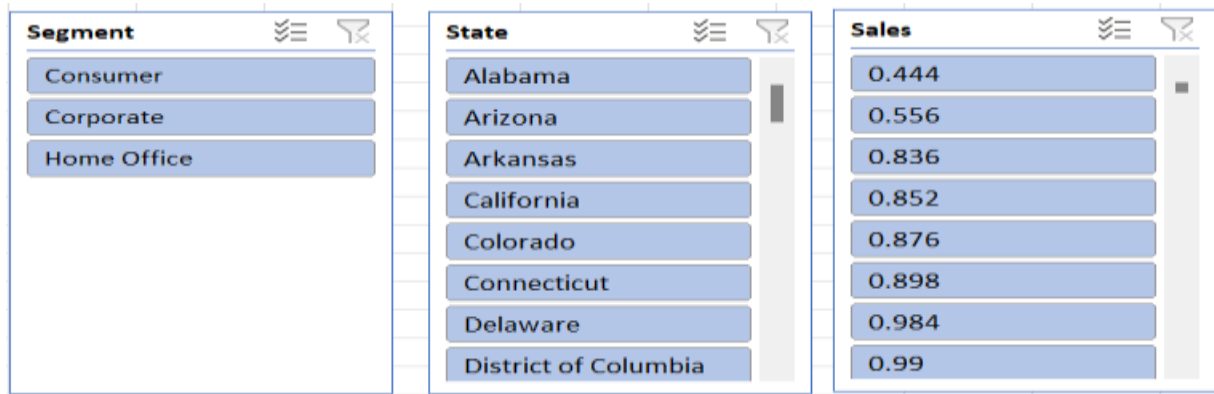 Segment
Consumer
Corporate
Home Office
State
Alabama
Arizona
Arkansas
California
Colorado
Connecticut
Delaware
District of Columbia
Sales
0.444
0.556
0.836
0.852
0.876
0.898
0.984
0.99